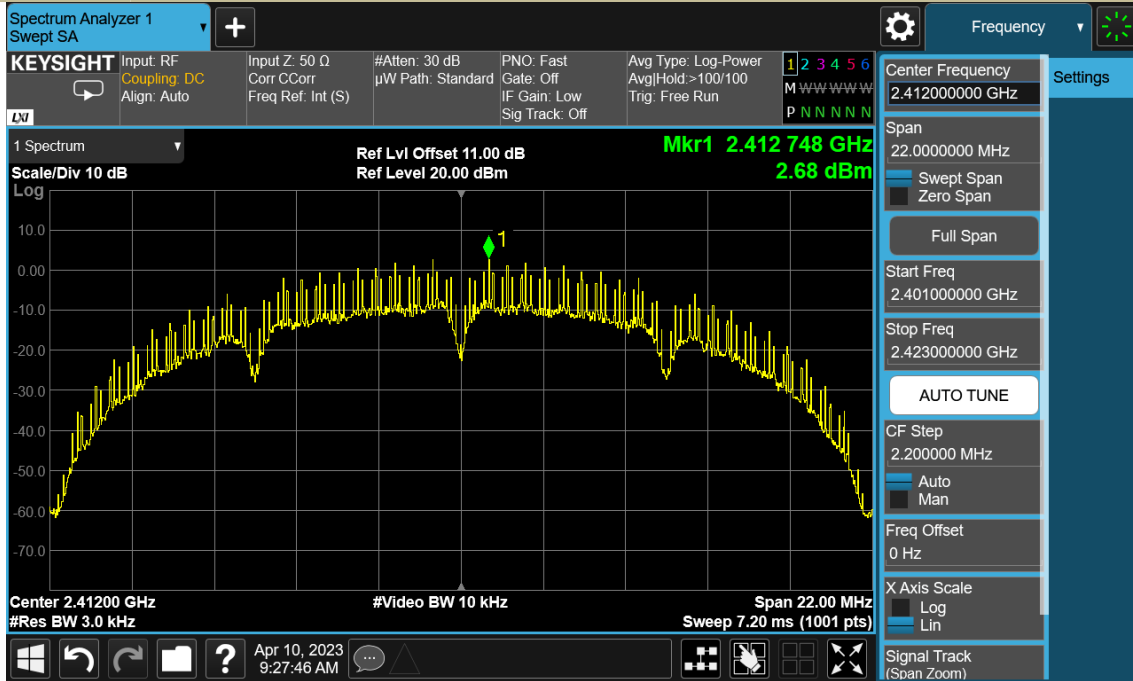 Spectrum Analyzer 1
Swept SA
Frequency
KEYSIGHT
LXI
Input: RF
Coupling: DC
Align: Auto
Input Z: 50 Ω
Corr CCorr
Freq Ref: Int (S)
#Atten: 30 dB
µW Path: Standard
PNO: Fast
Gate: Off
IF Gain: Low
Sig Track: Off
Avg Type: Log-Power
Avg|Hold:>100/100
Trig: Free Run
1 2 3 4 5 6
M W W W W W
P N N N N N
1 Spectrum
Scale/Div 10 dB
Log
Ref Lvl Offset 11.00 dB
Ref Level 20.00 dBm
Mkr1 2.412 748 GHz
2.68 dBm
1
10.0
0.00
-10.0
-20.0
-30.0
-40.0
-50.0
-60.0
-70.0
Center 2.41200 GHz
#Video BW 10 kHz
Span 22.00 MHz
#Res BW 3.0 kHz
Sweep 7.20 ms (1001 pts)
Apr 10, 2023
9:27:46 AM
?
Center Frequency
2.412000000 GHz
Settings
Span
22.0000000 MHz
Swept Span
Zero Span
Full Span
Start Freq
2.401000000 GHz
Stop Freq
2.423000000 GHz
AUTO TUNE
CF Step
2.200000 MHz
Auto
Man
Freq Offset
0 Hz
X Axis Scale
Log
Lin
Signal Track
(Span Zoom)